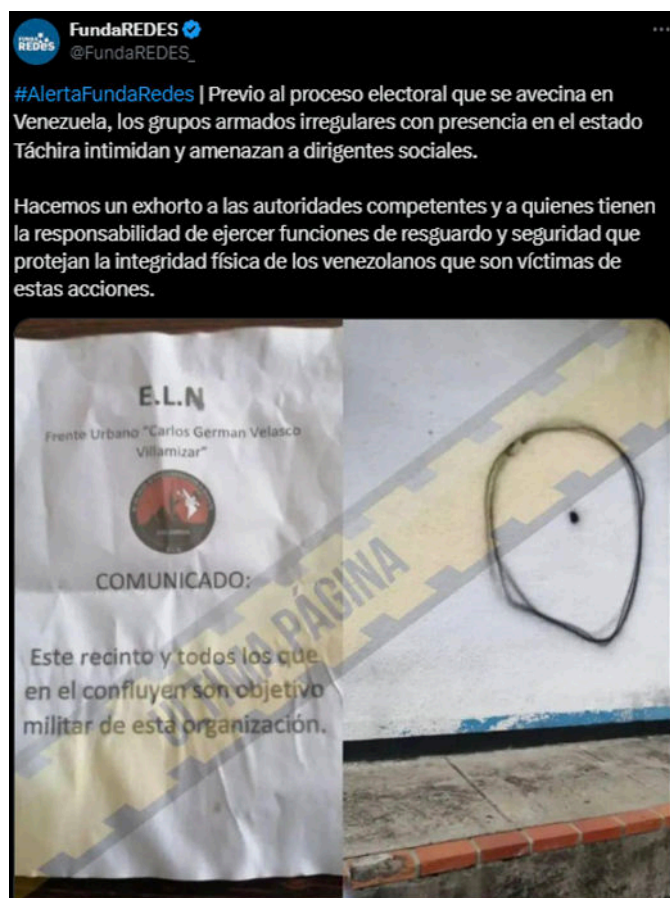 FundaREDES
@FundaREDES_
FUNDA
REDES
#AlertaFundaRedes | Previo al proceso electoral que se avecina en
Venezuela, los grupos armados irregulares con presencia en el estado
Táchira intimidan y amenazan a dirigentes sociales.
Hacemos un exhorto a las autoridades competentes y a quienes tienen
la responsabilidad de ejercer funciones de resguardo y seguridad que
protejan la integridad física de los venezolanos que son víctimas de
estas acciones.
E.L.N
Frente Urbano "Carlos German Velasco
Villamizar"
COMUNICADO:
Este recinto y todos los que
en el confluyen son objetivo
militar de esta organización.
ÚLTIMA PÁGINA